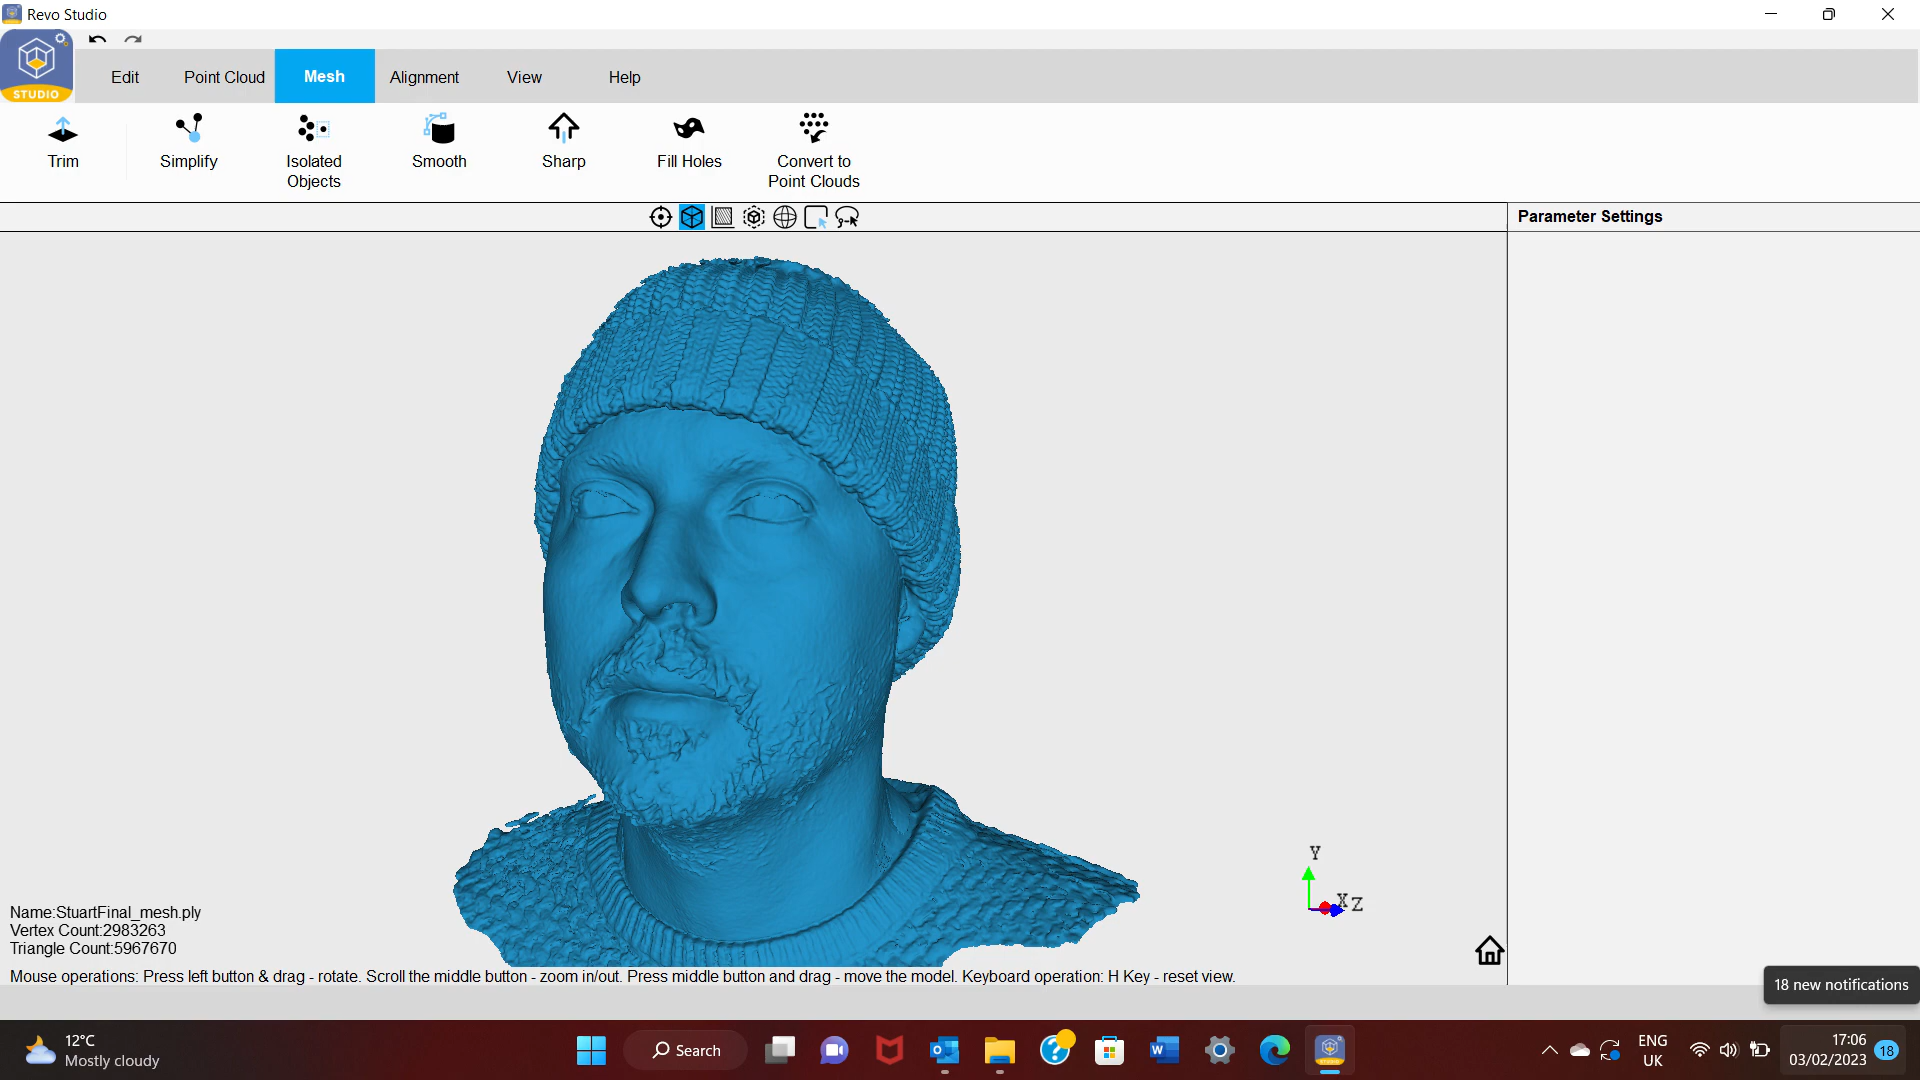 Revo Studio
STUDIO
Edit
Point Cloud
Mesh
Alignment
View
Help
Trim
Simplify
Isolated
Objects
Smooth
Sharp
Fill Holes
Convert to
Point Clouds
Parameter Settings
Y
X
Z
Name:StuartFinal_mesh.ply
Vertex Count:2983263
Triangle Count:5967670
Mouse operations: Press left button & drag - rotate. Scroll the middle button - zoom in/out. Press middle button and drag - move the model. Keyboard operation: H Key - reset view.
18 new notifications
12°C
Mostly cloudy
Search
ENG
UK
17:06
03/02/2023
18